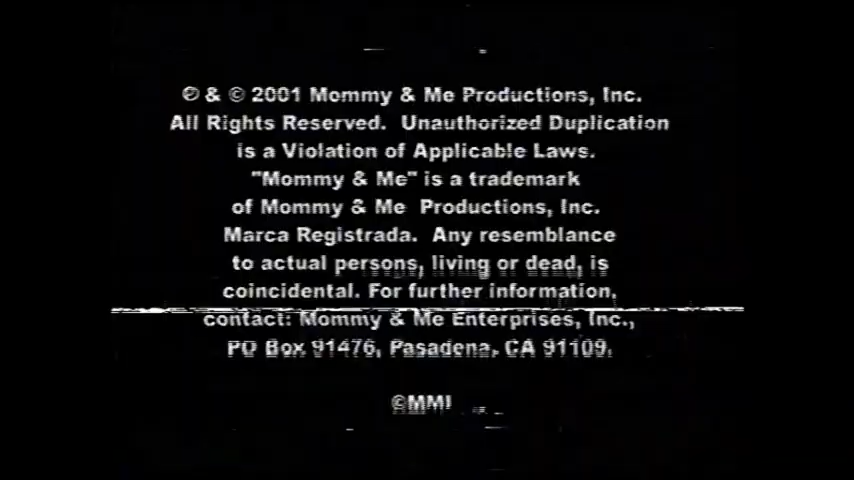 ℗ & © 2001 Mommy & Me Productions, Inc.
All Rights Reserved. Unauthorized Duplication
is a Violation of Applicable Laws.
"Mommy & Me" is a trademark
of Mommy & Me Productions, Inc.
Marca Registrada. Any resemblance
to actual persons, living or dead, is
coincidental. For further information,
contact: Mommy & Me Enterprises, Inc.,
PO Box 91476, Pasadena, CA 91109.
©MMI